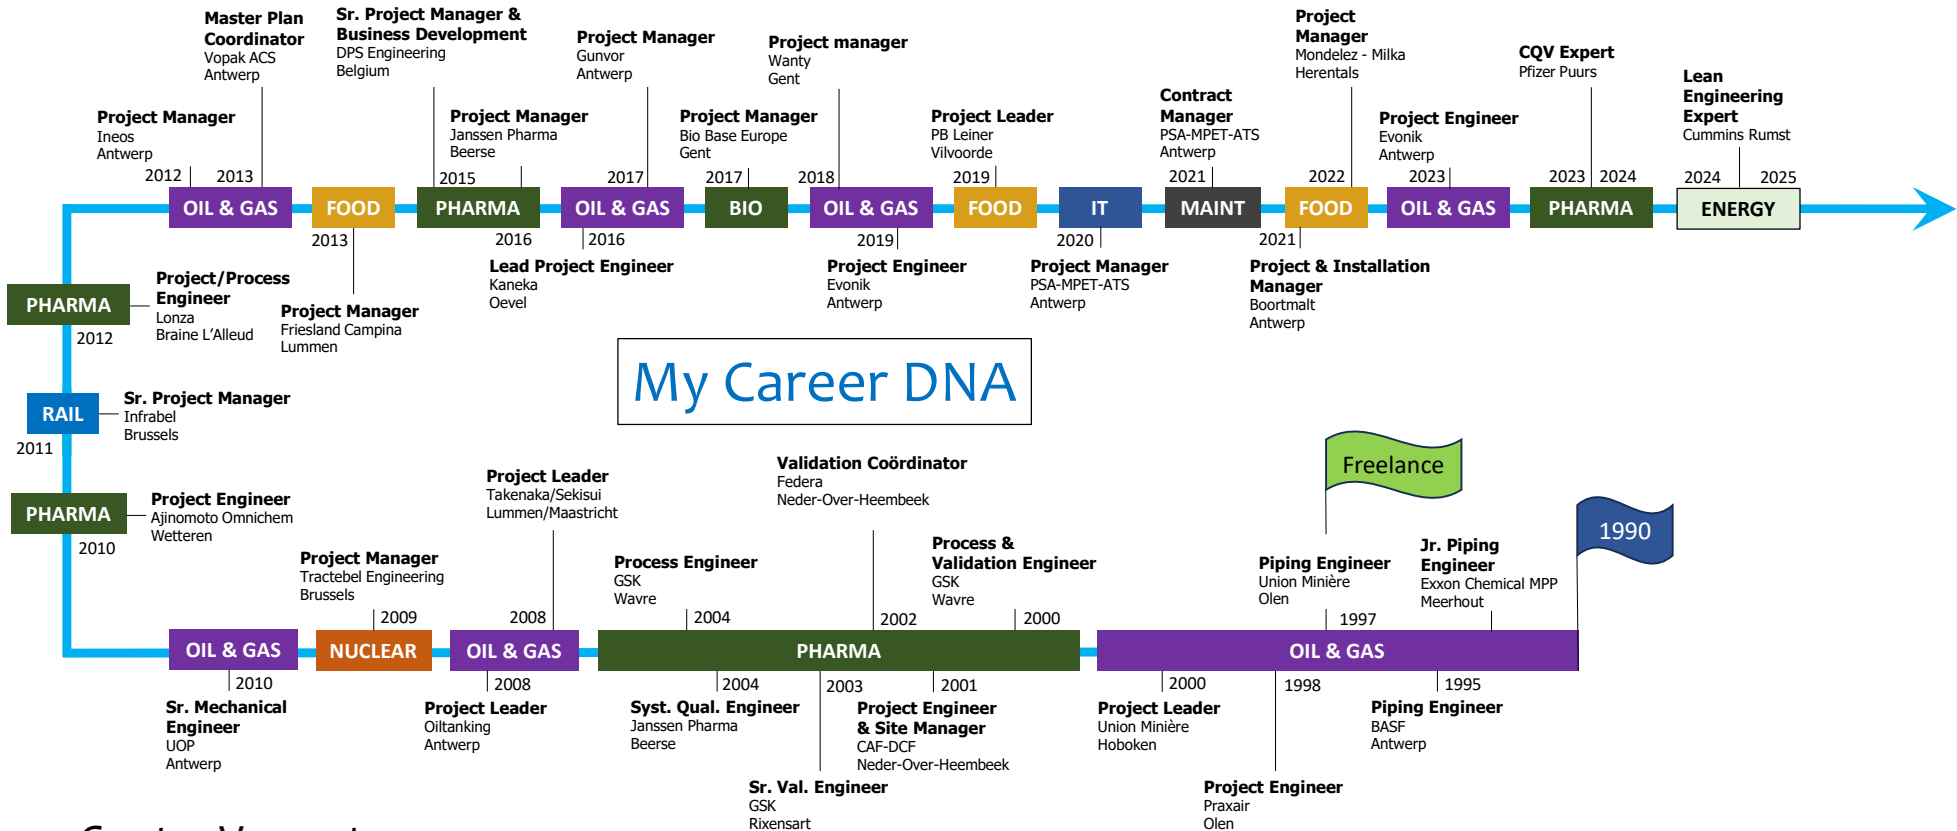 Master Plan
Coordinator
Vopak ACS
Antwerp
Sr. Project Manager &
Business Development
DPS Engineering
Belgium
Project Manager
Gunvor
Antwerp
Project manager
Wanty
Gent
Project
Manager
Mondelez - Milka
Herentals
CQV Expert
Pfizer Puurs
Lean
Engineering
Expert
Cummins Rumst
Project Manager
Ineos
Antwerp
Project Manager
Janssen Pharma
Beerse
Project Manager
Bio Base Europe
Gent
Project Leader
PB Leiner
Vilvoorde
Contract
Manager
PSA-MPET-ATS
Antwerp
Project Engineer
Evonik
Antwerp
2012
2013
2015
2017
2017
2018
2019
2021
2022
2023
2023
2024
2024
2025
OIL & GAS
FOOD
PHARMA
OIL & GAS
BIO
OIL & GAS
FOOD
IT
MAINT
FOOD
OIL & GAS
PHARMA
ENERGY
2013
2016
2016
2019
2020
2021
Project Manager
Friesland Campina
Lummen
Lead Project Engineer
Kaneka
Oevel
Project Engineer
Evonik
Antwerp
Project Manager
PSA-MPET-ATS
Antwerp
Project & Installation
Manager
Boortmalt
Antwerp
PHARMA
2012
Project/Process
Engineer
Lonza
Braine L’Alleud
My Career DNA
RAIL
2011
Sr. Project Manager
Infrabel
Brussels
PHARMA
2010
Project Engineer
Ajinomoto Omnichem
Wetteren
Freelance
1990
Project Manager
Tractebel Engineering
Brussels
Project Leader
Takenaka/Sekisui
Lummen/Maastricht
Process Engineer
GSK
Wavre
Validation Coördinator
Federa
Neder-Over-Heembeek
Process &
Validation Engineer
GSK
Wavre
Piping Engineer
Union Minière
Olen
Jr. Piping
Engineer
Exxon Chemical MPP
Meerhout
2009
2008
2004
2002
2000
1997
OIL & GAS
NUCLEAR
OIL & GAS
PHARMA
OIL & GAS
2010
2008
2004
2003
2001
2000
1998
1995
Sr. Mechanical
Engineer
UOP
Antwerp
Project Leader
Oiltanking
Antwerp
Syst. Qual. Engineer
Janssen Pharma
Beerse
Sr. Val. Engineer
GSK
Rixensart
Project Engineer
& Site Manager
CAF-DCF
Neder-Over-Heembeek
Project Leader
Union Minière
Hoboken
Project Engineer
Praxair
Olen
Piping Engineer
BASF
Antwerp